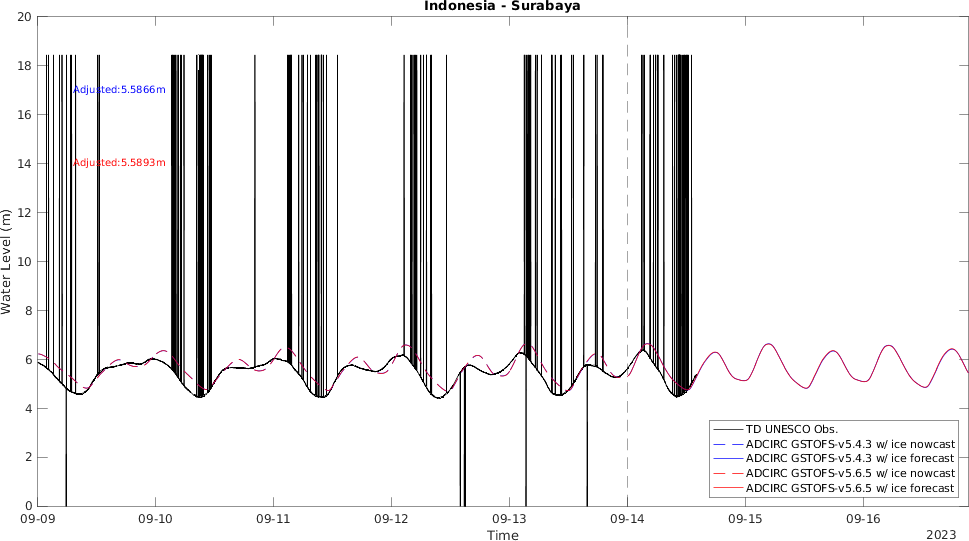 Indonesia - Surabaya
20
18
16
14
12
10
8
6
4
2
0
Water Level (m)
Adjusted:5.5866m
Adjusted:5.5893m
TD UNESCO Obs.
ADCIRC GSTOFS-v5.4.3 w/ ice nowcast
ADCIRC GSTOFS-v5.4.3 w/ ice forecast
ADCIRC GSTOFS-v5.6.5 w/ ice nowcast
ADCIRC GSTOFS-v5.6.5 w/ ice forecast
09-09 09-10 09-11 09-12 09-13 09-14 09-15 09-16
Time
2023